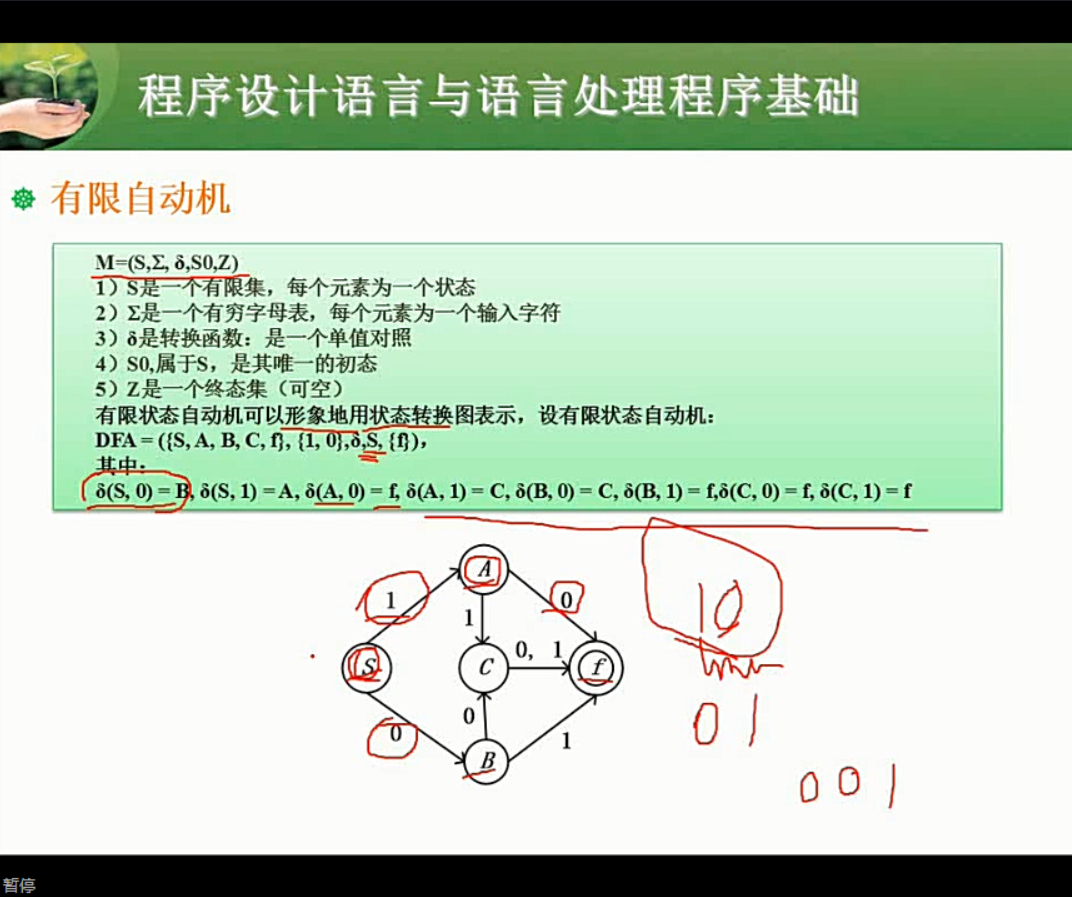 程序设计语言与语言处理程序基础
有限自动机
M=(S,Σ, δ,S0,Z)
1）S是一个有限集，每个元素为一个状态
2）Σ是一个有穷字母表，每个元素为一个输入字符
3）δ是转换函数：是一个单值对照
4）S0,属于S，是其唯一的初态
5）Z是一个终态集（可空）
有限状态自动机可以形象地用状态转换图表示，设有限状态自动机：
DFA = ({S, A, B, C, f}, {1, 0},δ,S, {f})，
其中：
δ(S, 0) = B, δ(S, 1) = A, δ(A, 0) = f, δ(A, 1) = C, δ(B, 0) = C, δ(B, 1) = f,δ(C, 0) = f, δ(C, 1) = f
A
1
0
1
10
S
C
0, 1
f
0
0
1
B
01
001
暂停